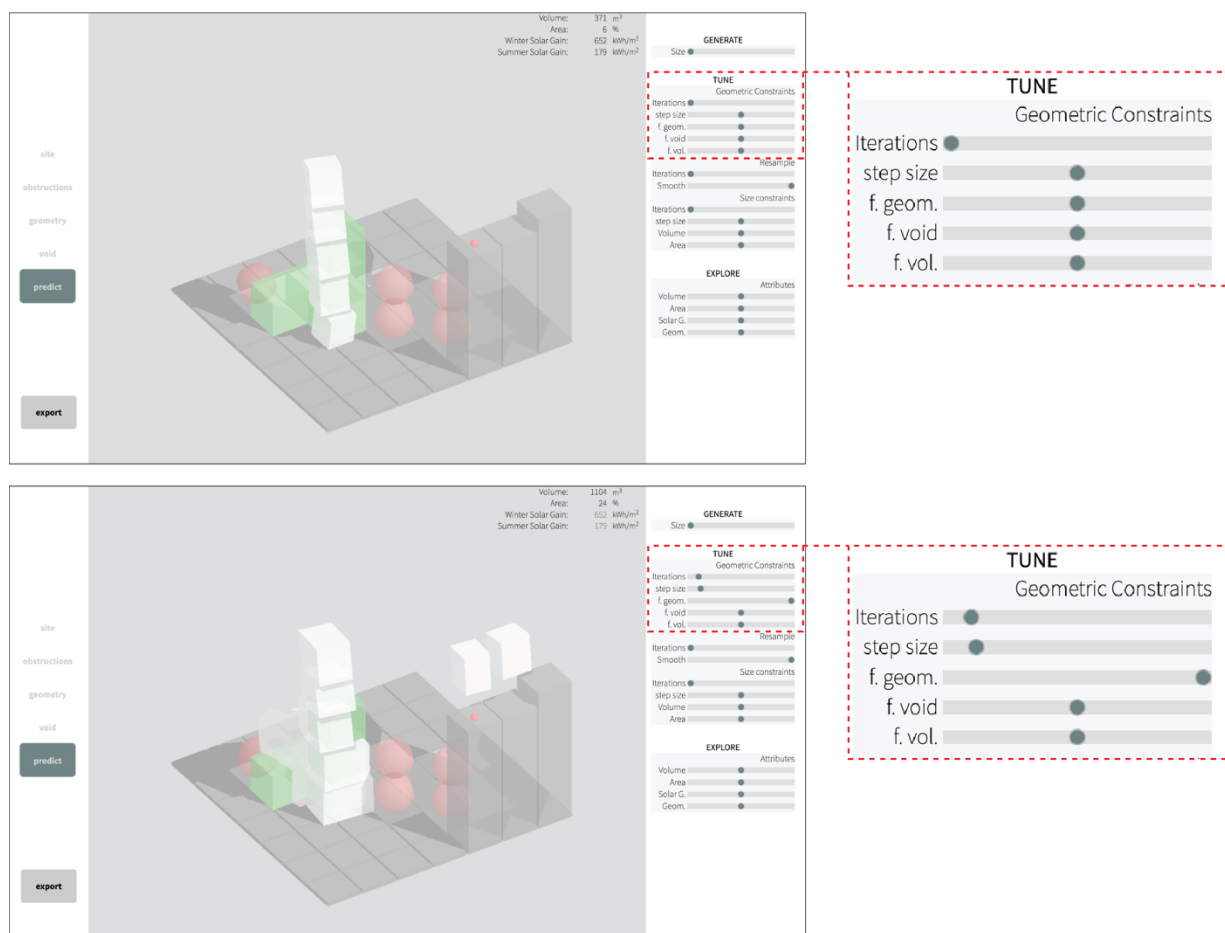 Volume: 371 m³
Area: 6 %
Winter Solar Gain: 652 kWh/m²
Summer Solar Gain: 179 kWh/m²
site
obstructions
geometry
void
predict
export
GENERATE
Size
TUNE
Geometric Constraints
Iterations
step size
f. geom.
f. void
f. vol.
Resample
Iterations
Smooth
Size constraints
Iterations
step size
Volume
Area
EXPLORE
Attributes
Volume
Area
Solar G.
Geom.
TUNE
Geometric Constraints
Iterations
step size
f. geom.
f. void
f. vol.
Volume: 1104 m³
Area: 24 %
Winter Solar Gain: 652 kWh/m²
Summer Solar Gain: 179 kWh/m²
site
obstructions
geometry
void
predict
export
GENERATE
Size
TUNE
Geometric Constraints
Iterations
step size
f. geom.
f. void
f. vol.
Resample
Iterations
Smooth
Size constraints
Iterations
step size
Volume
Area
EXPLORE
Attributes
Volume
Area
Solar G.
Geom.
TUNE
Geometric Constraints
Iterations
step size
f. geom.
f. void
f. vol.